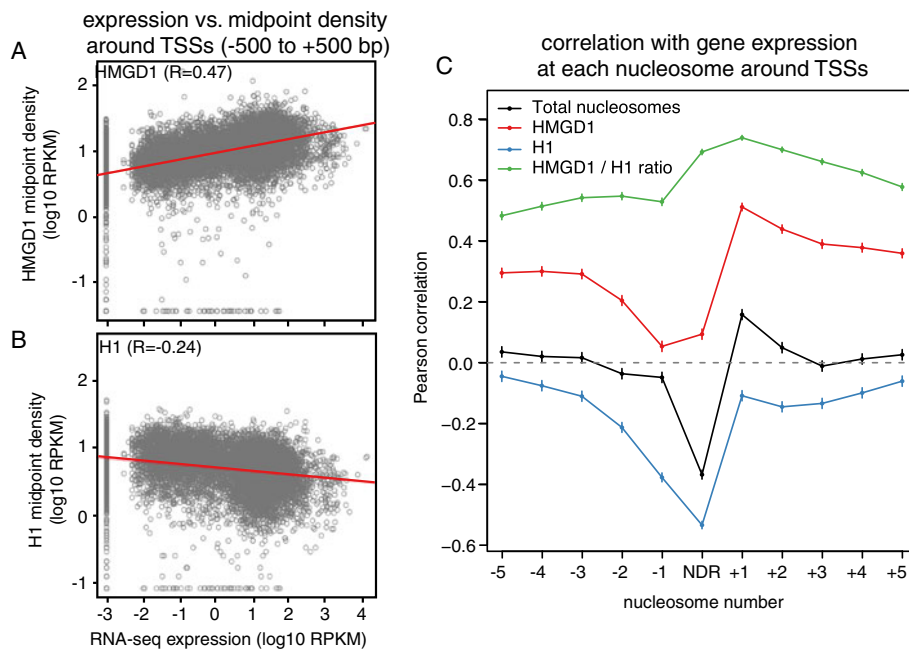 expression vs. midpoint density
around TSSs (-500 to +500 bp)
A
HMGD1 (R=0.47)
HMGD1 midpoint density
(log10 RPKM)
2
1
0
-1
B
H1 (R=-0.24)
H1 midpoint density
(log10 RPKM)
2
1
0
-1
-3 -2 -1 0 1 2 3 4
RNA-seq expression (log10 RPKM)
C
correlation with gene expression
at each nucleosome around TSSs
Total nucleosomes
HMGD1
H1
HMGD1 / H1 ratio
Pearson correlation
0.8
0.6
0.4
0.2
0.0
−0.2
−0.4
−0.6
-5 -4 -3 -2 -1 NDR +1 +2 +3 +4 +5
nucleosome number